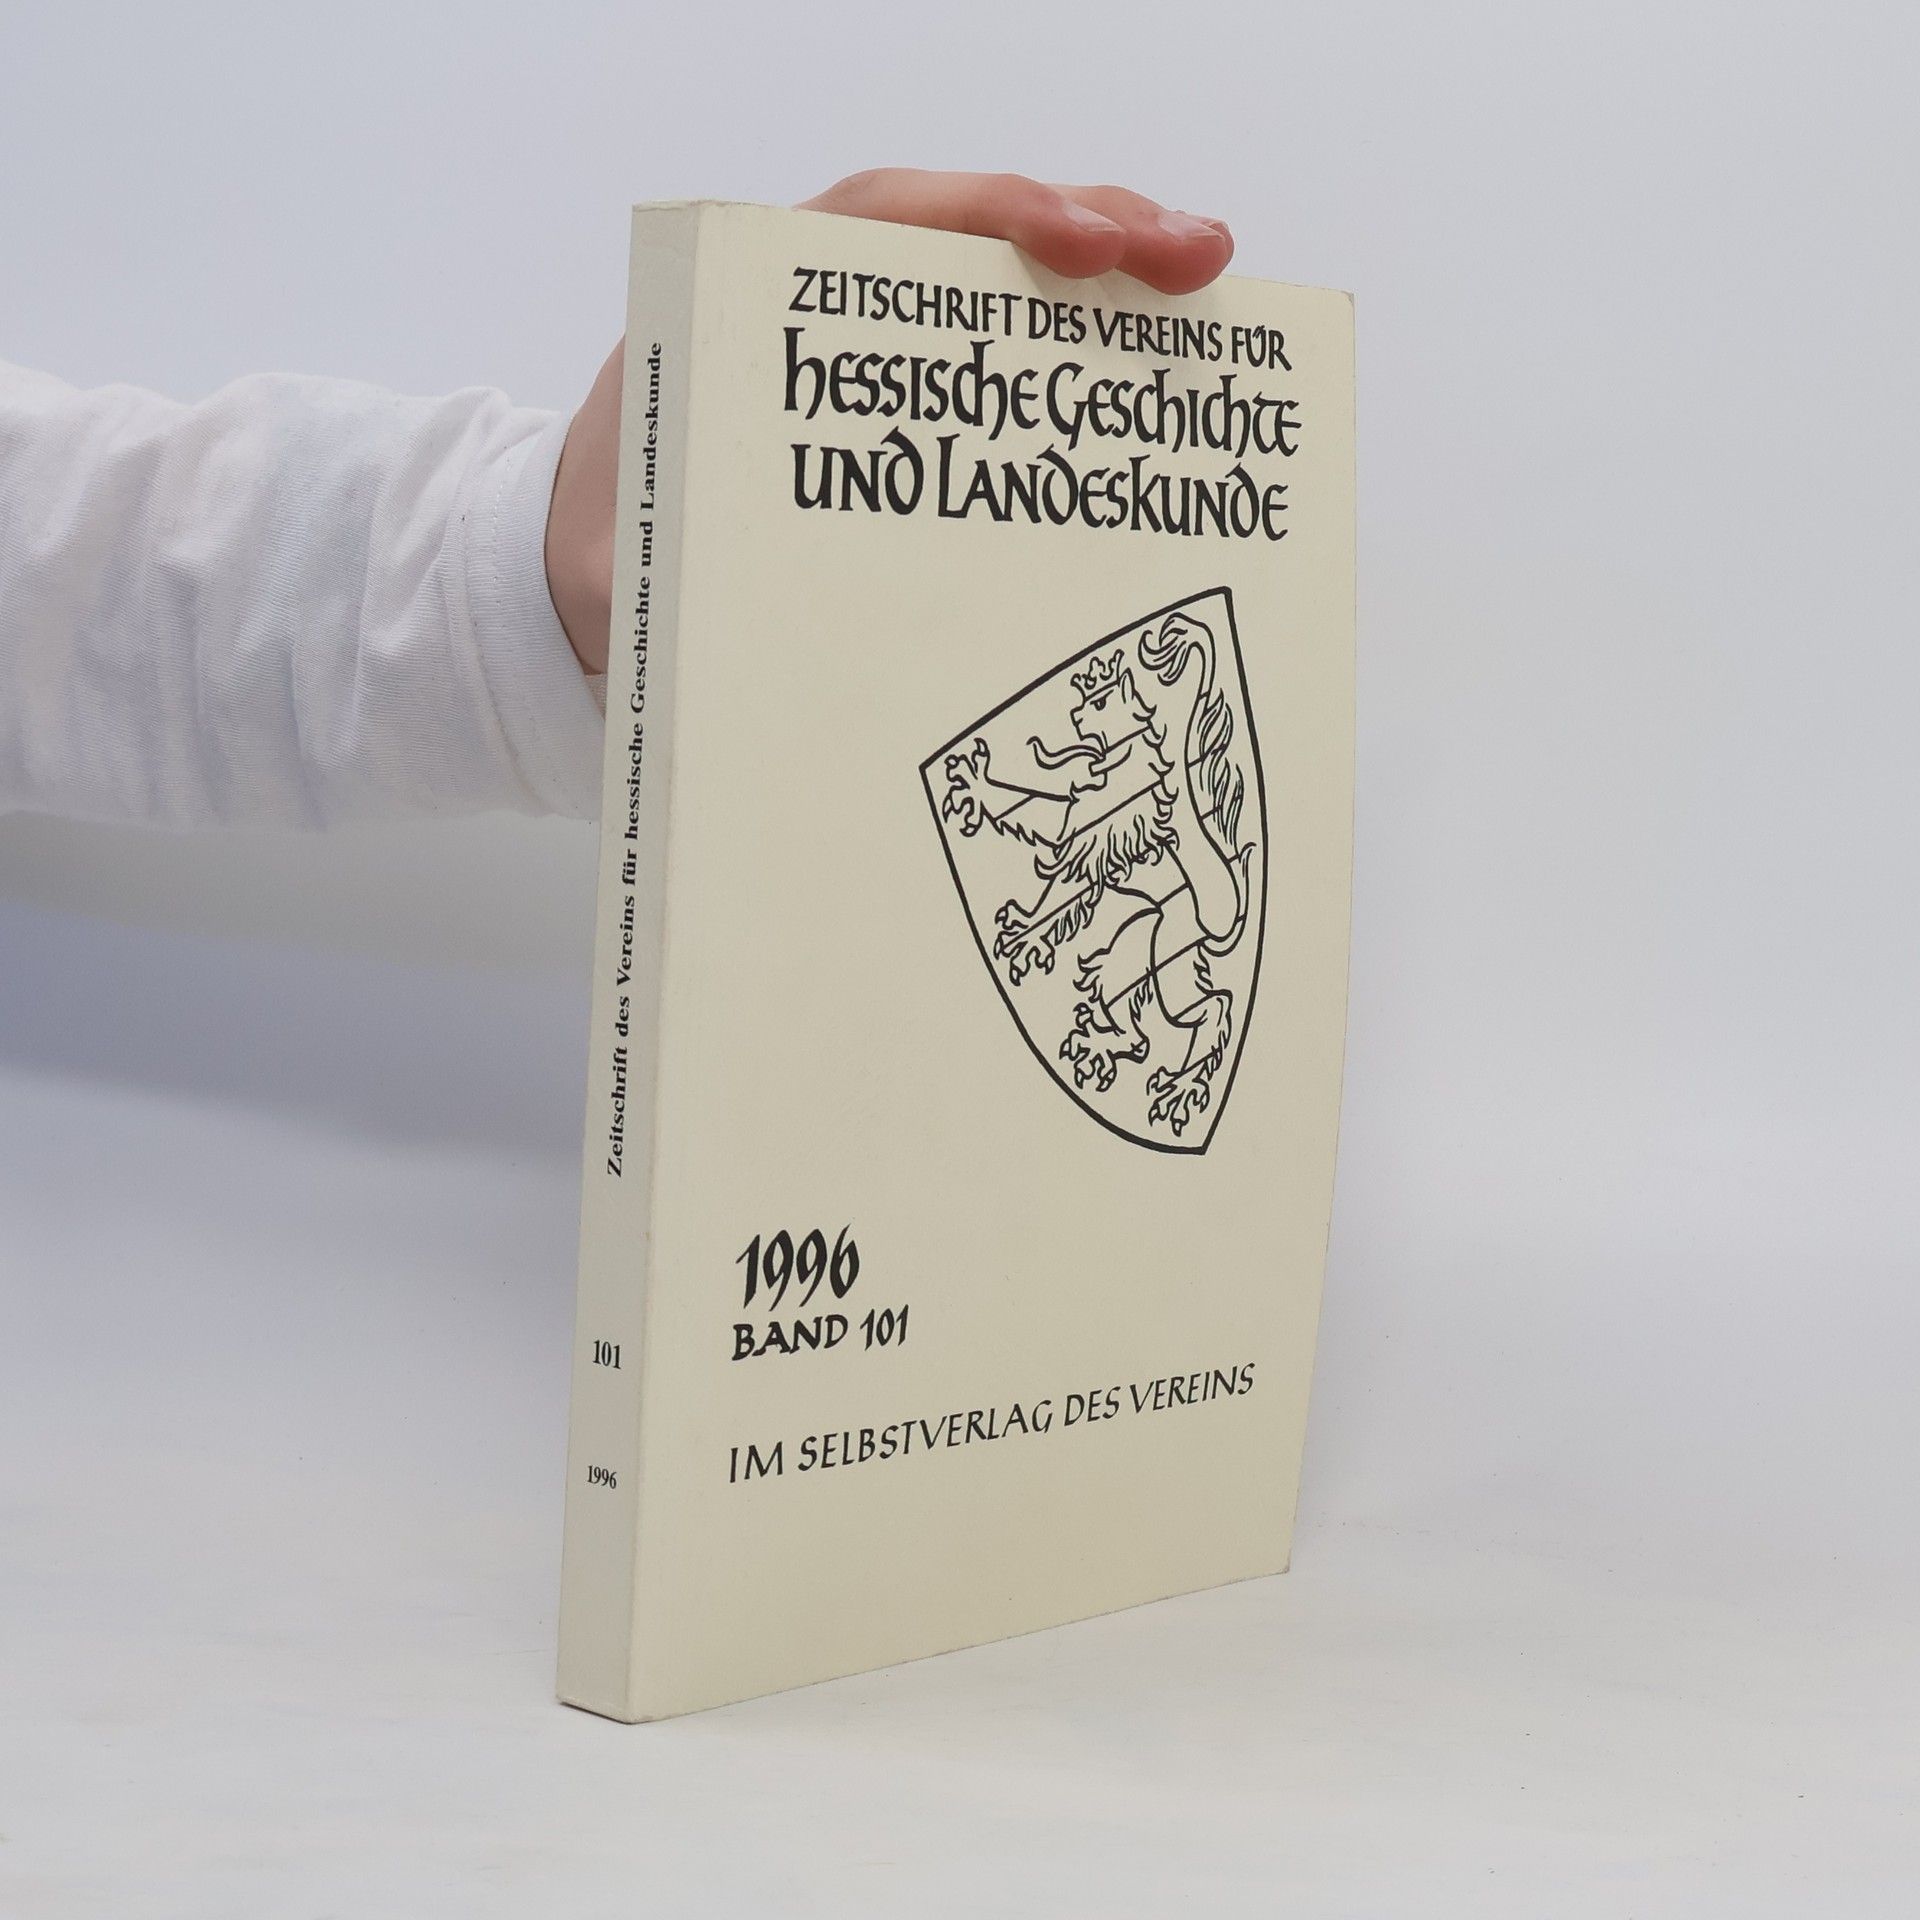 ZEITSCHRIFT DES VEREINS FÜR
hessische Geschichte
und Landeskunde
1996
BAND 101
IM SELBSTVERLAG DES VEREINS
Zeitschrift des Vereins für hessische Geschichte und Landeskunde
101
1996